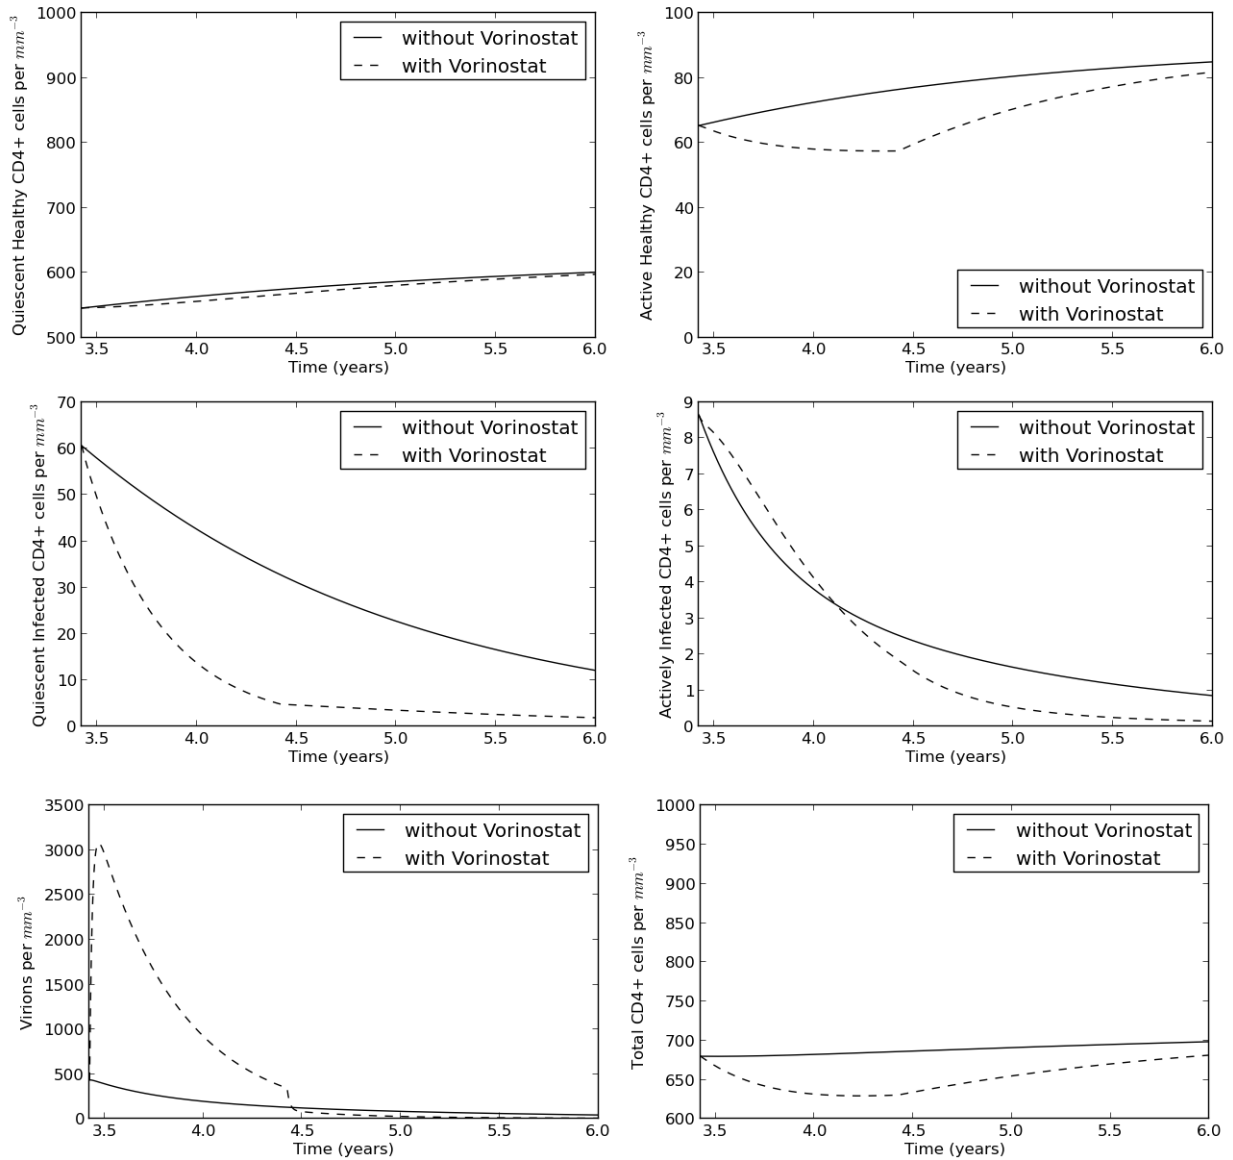 Quiescent Healthy CD4+ cells per mm⁻³
1000
900
800
700
600
500
3.5 4.0 4.5 5.0 5.5 6.0
Time (years)
without Vorinostat
with Vorinostat
Active Healthy CD4+ cells per mm⁻³
100
80
60
40
20
0
3.5 4.0 4.5 5.0 5.5 6.0
Time (years)
without Vorinostat
with Vorinostat
Quiescent Infected CD4+ cells per mm⁻³
70
60
50
40
30
20
10
0
3.5 4.0 4.5 5.0 5.5 6.0
Time (years)
without Vorinostat
with Vorinostat
Actively Infected CD4+ cells per mm⁻³
9
8
7
6
5
4
3
2
1
0
3.5 4.0 4.5 5.0 5.5 6.0
Time (years)
without Vorinostat
with Vorinostat
Virions per mm⁻³
3500
3000
2500
2000
1500
1000
500
0
3.5 4.0 4.5 5.0 5.5 6.0
Time (years)
without Vorinostat
with Vorinostat
Total CD4+ cells per mm⁻³
1000
950
900
850
800
750
700
650
600
3.5 4.0 4.5 5.0 5.5 6.0
Time (years)
without Vorinostat
with Vorinostat